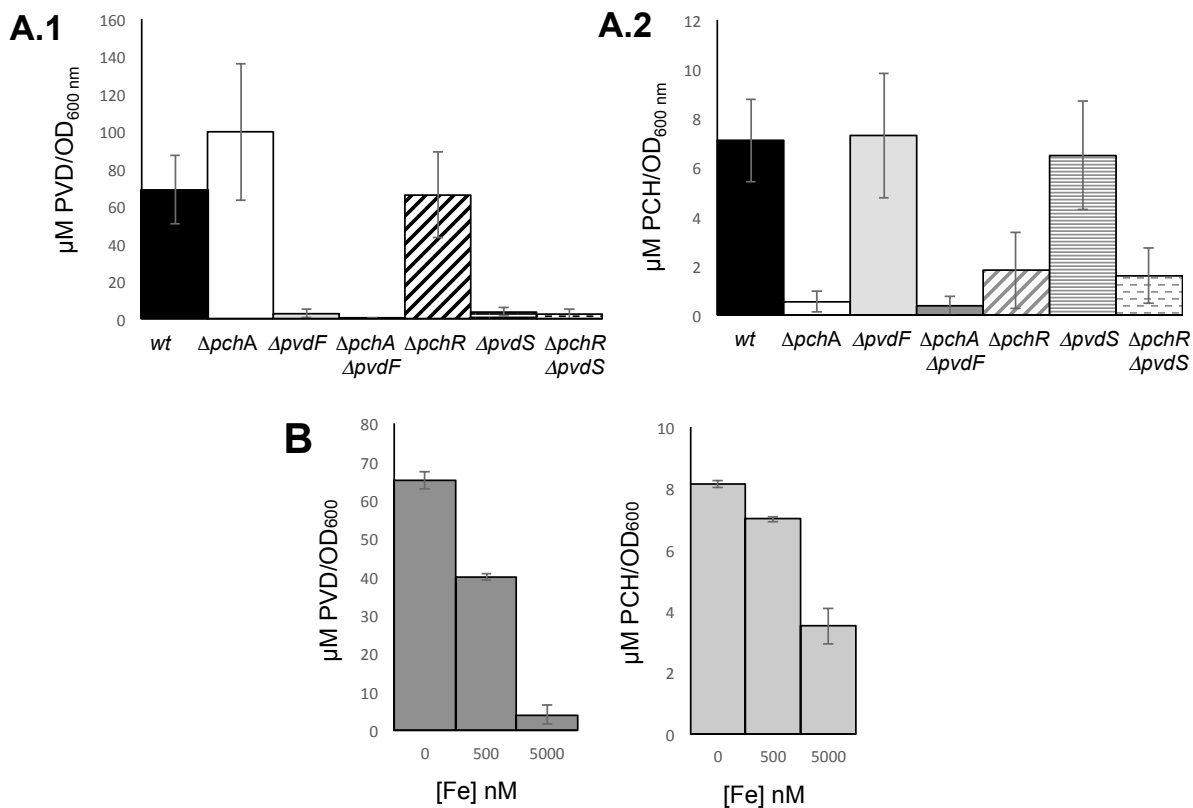 A.1
µM PVD/OD600 nm
160
140
120
100
80
60
40
20
0
wt ΔpchA ΔpvdF ΔpchA ΔpchR ΔpvdS ΔpchR
ΔpvdF ΔpvdS
A.2
µM PCH/OD600 nm
12
10
8
6
4
2
0
wt ΔpchA ΔpvdF ΔpchA ΔpchR ΔpvdS ΔpchR
ΔpvdF ΔpvdS
B
µM PVD/OD600
80
70
60
50
40
30
20
10
0
0 500 5000
[Fe] nM
µM PCH/OD600
10
8
6
4
2
0
0 500 5000
[Fe] nM